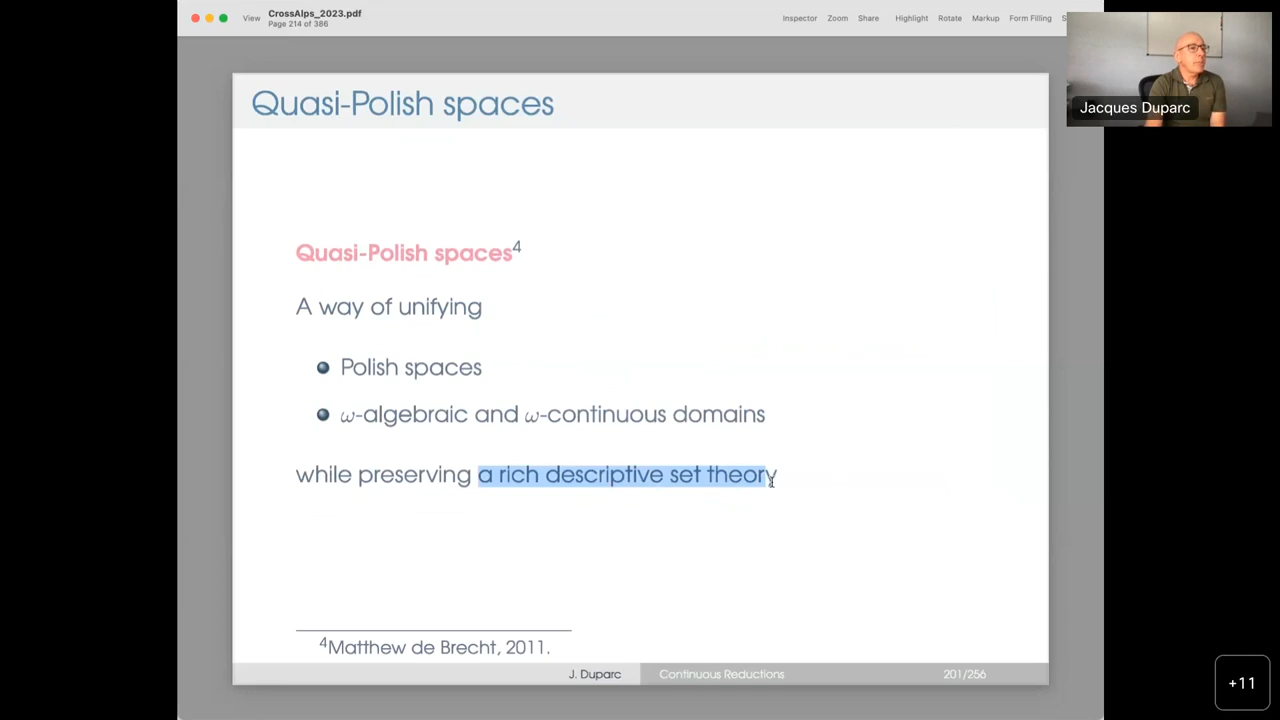 View
CrossAlps_2023.pdf
Page 214 of 386
Inspector Zoom Share Highlight Rotate Markup Form Filling
Jacques Duparc
Quasi-Polish spaces
Quasi-Polish spaces4
A way of unifying
Polish spaces
ω-algebraic and ω-continuous domains
while preserving a rich descriptive set theory
4Matthew de Brecht, 2011.
J. Duparc Continuous Reductions 201/256
+11